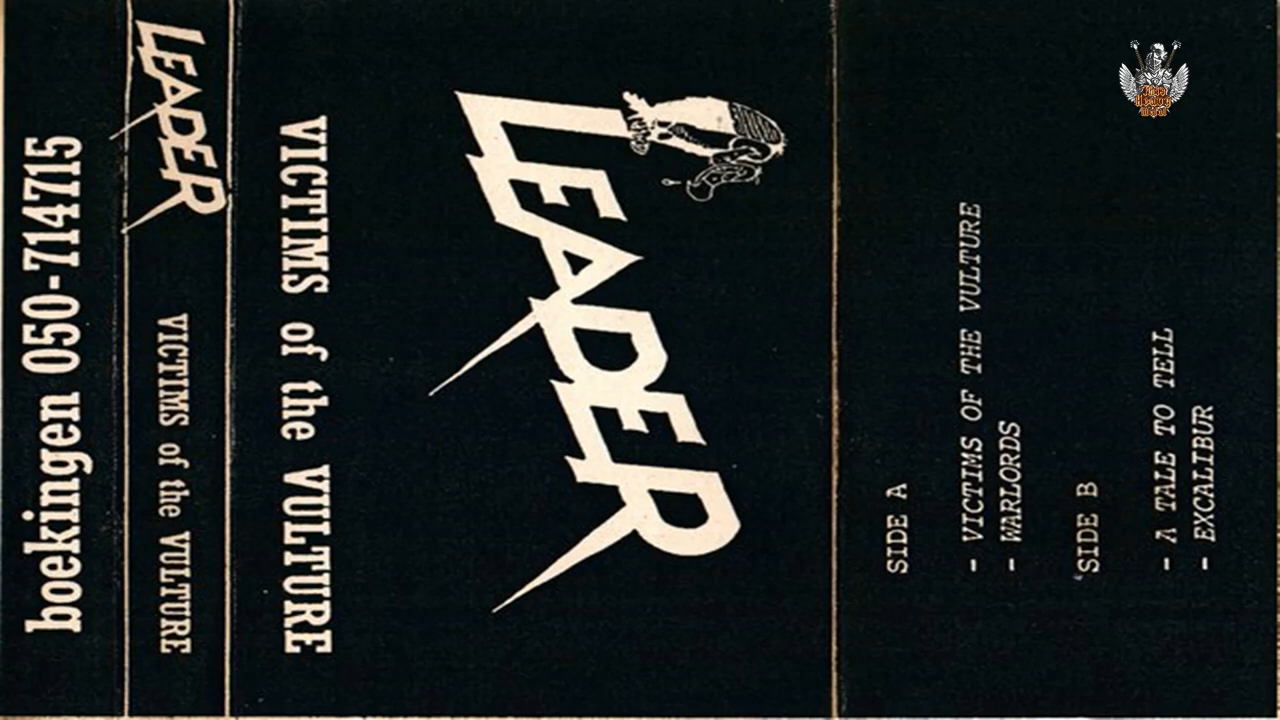 boekingen 050-714715
LEADER
VICTIMS of the VULTURE
LEADER
VICTIMS of the VULTURE
SIDE A
- VICTIMS OF THE VULTURE
- WARLORDS
SIDE B
- A TALE TO TELL
- EXCALIBUR